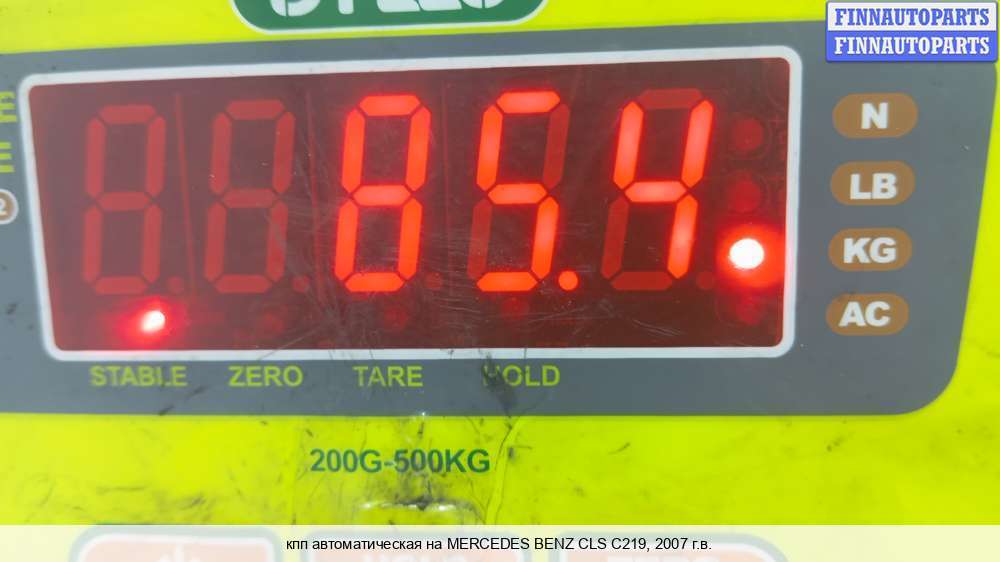 FINNAUTOPARTS
FINNAUTOPARTS
85.4
N
LB
KG
AC
STABLE ZERO TARE HOLD
200G-500KG
кпп автоматическая на MERCEDES BENZ CLS C219, 2007 г.в.